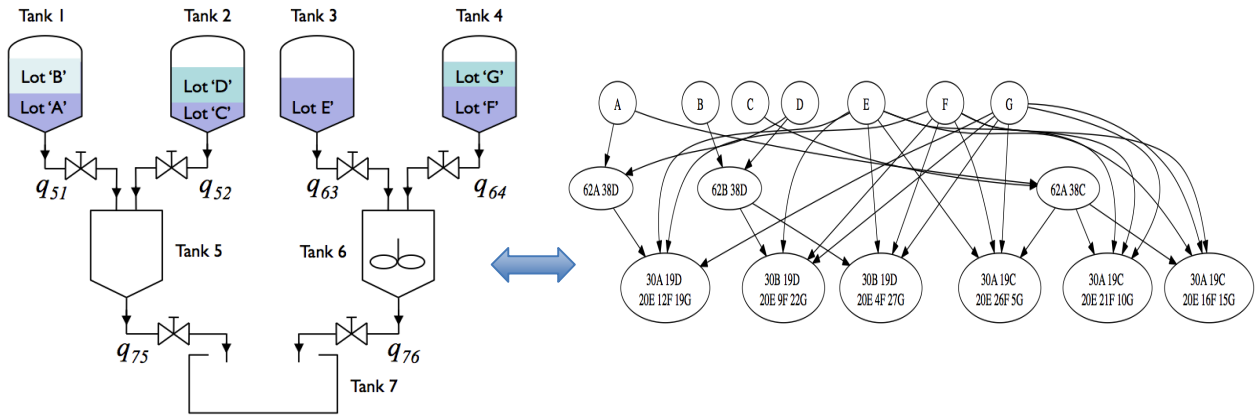 Tank 1
Tank 2
Tank 3
Tank 4
Lot 'B'
Lot 'A'
Lot 'D'
Lot 'C'
Lot E'
Lot 'G'
Lot 'F'
q51
q52
q63
q64
Tank 5
Tank 6
q75
q76
Tank 7
A
B
C
D
E
F
G
62A 38D
62B 38D
62A 38C
30A 19D
20E 12F 19G
30B 19D
20E 9F 22G
30B 19D
20E 4F 27G
30A 19C
20E 26F 5G
30A 19C
20E 21F 10G
30A 19C
20E 16F 15G